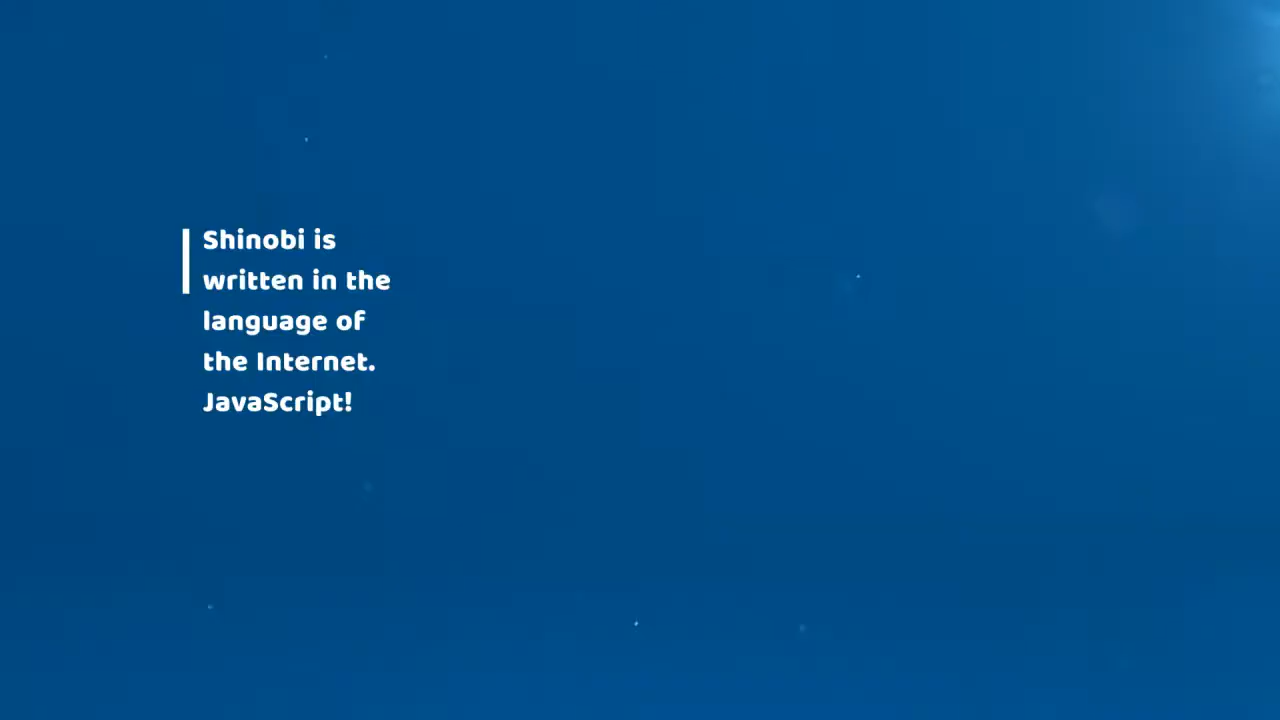 Shinobi is
written in the
language of
the Internet.
JavaScript!